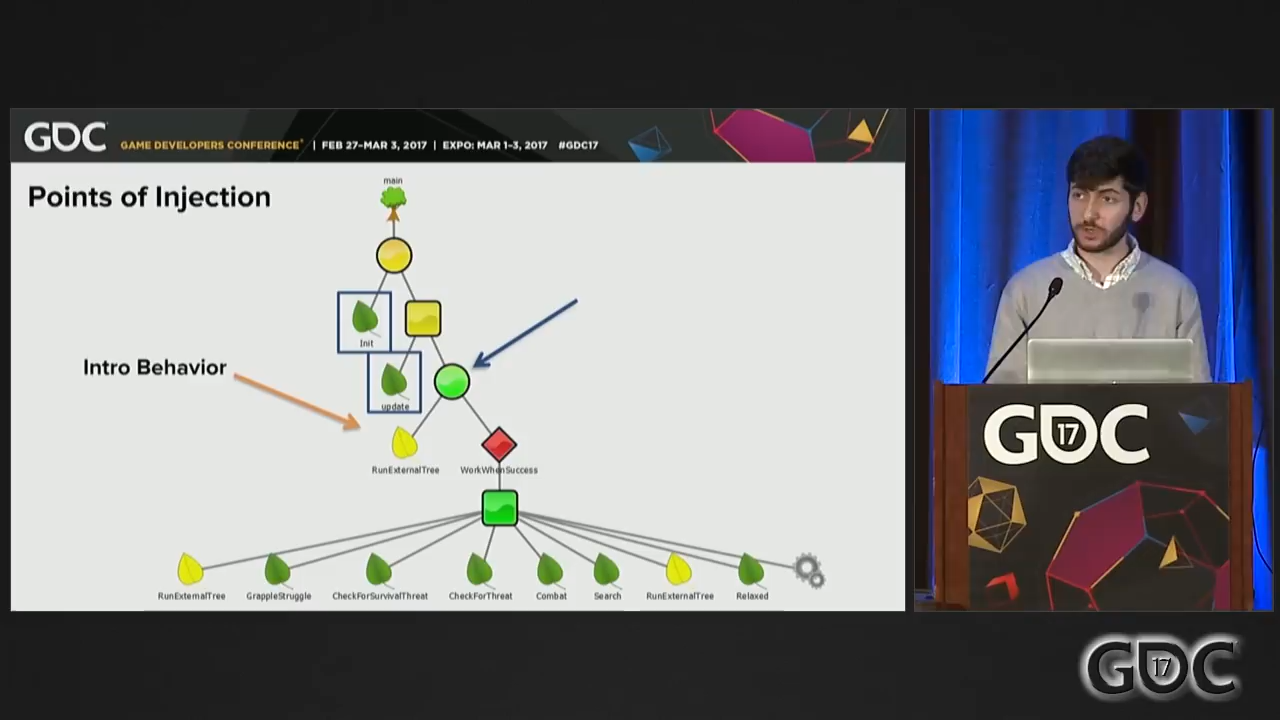 GDC
GAME DEVELOPERS CONFERENCE® | FEB 27–MAR 3, 2017 | EXPO: MAR 1–3, 2017 #GDC17
Points of Injection
main
Init
Intro Behavior
update
RunExternalTree
WorkWhenSuccess
RunExternalTree
GrappleStruggle
CheckForSurvivalThreat
CheckForThreat
Combat
Search
RunExternalTree
Relaxed
GDC
17
GDC
17